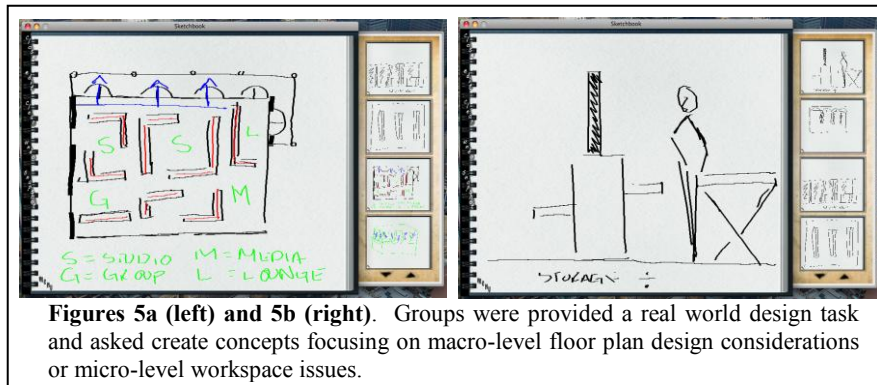 Sketchbook
Sketchbook
S
S
L
G
M
S = STUDIO M = MEDIA
G = GROUP L = LOUNGE
STORAGE
Figures 5a (left) and 5b (right). Groups were provided a real world design task
and asked create concepts focusing on macro-level floor plan design considerations
or micro-level workspace issues.